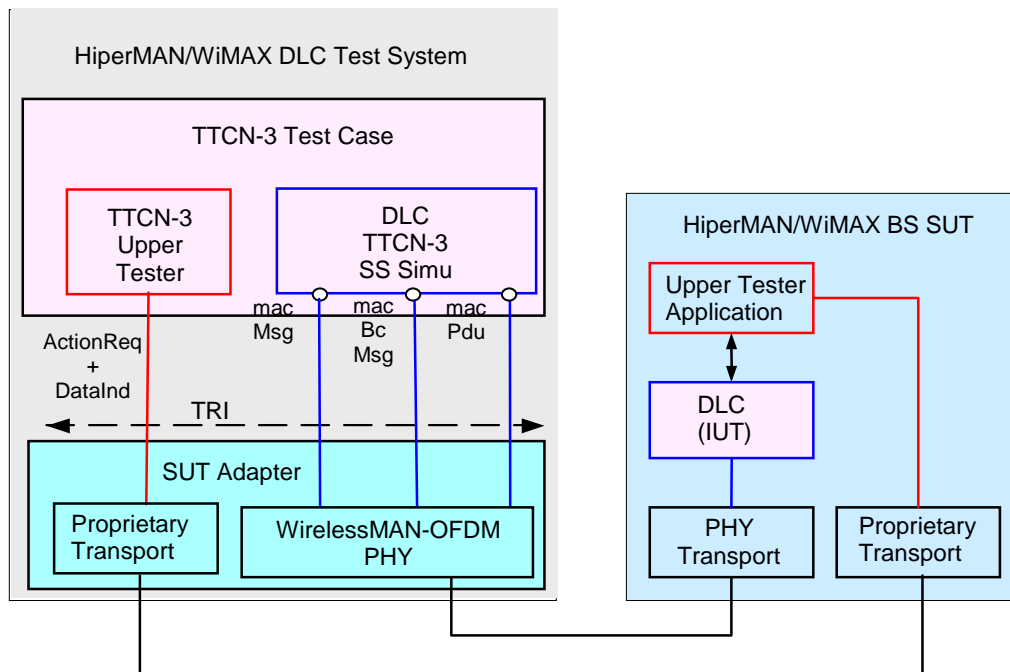 HiperMAN/WiMAX DLC Test System
TTCN-3 Test Case
TTCN-3
Upper
Tester
DLC
TTCN-3
SS Simu
mac
Msg
mac
Bc
Msg
mac
Pdu
ActionReq
+
DataInd
TRI
SUT Adapter
Proprietary
Transport
WirelessMAN-OFDM
PHY
HiperMAN/WiMAX BS SUT
Upper Tester
Application
DLC
(IUT)
PHY
Transport
Proprietary
Transport